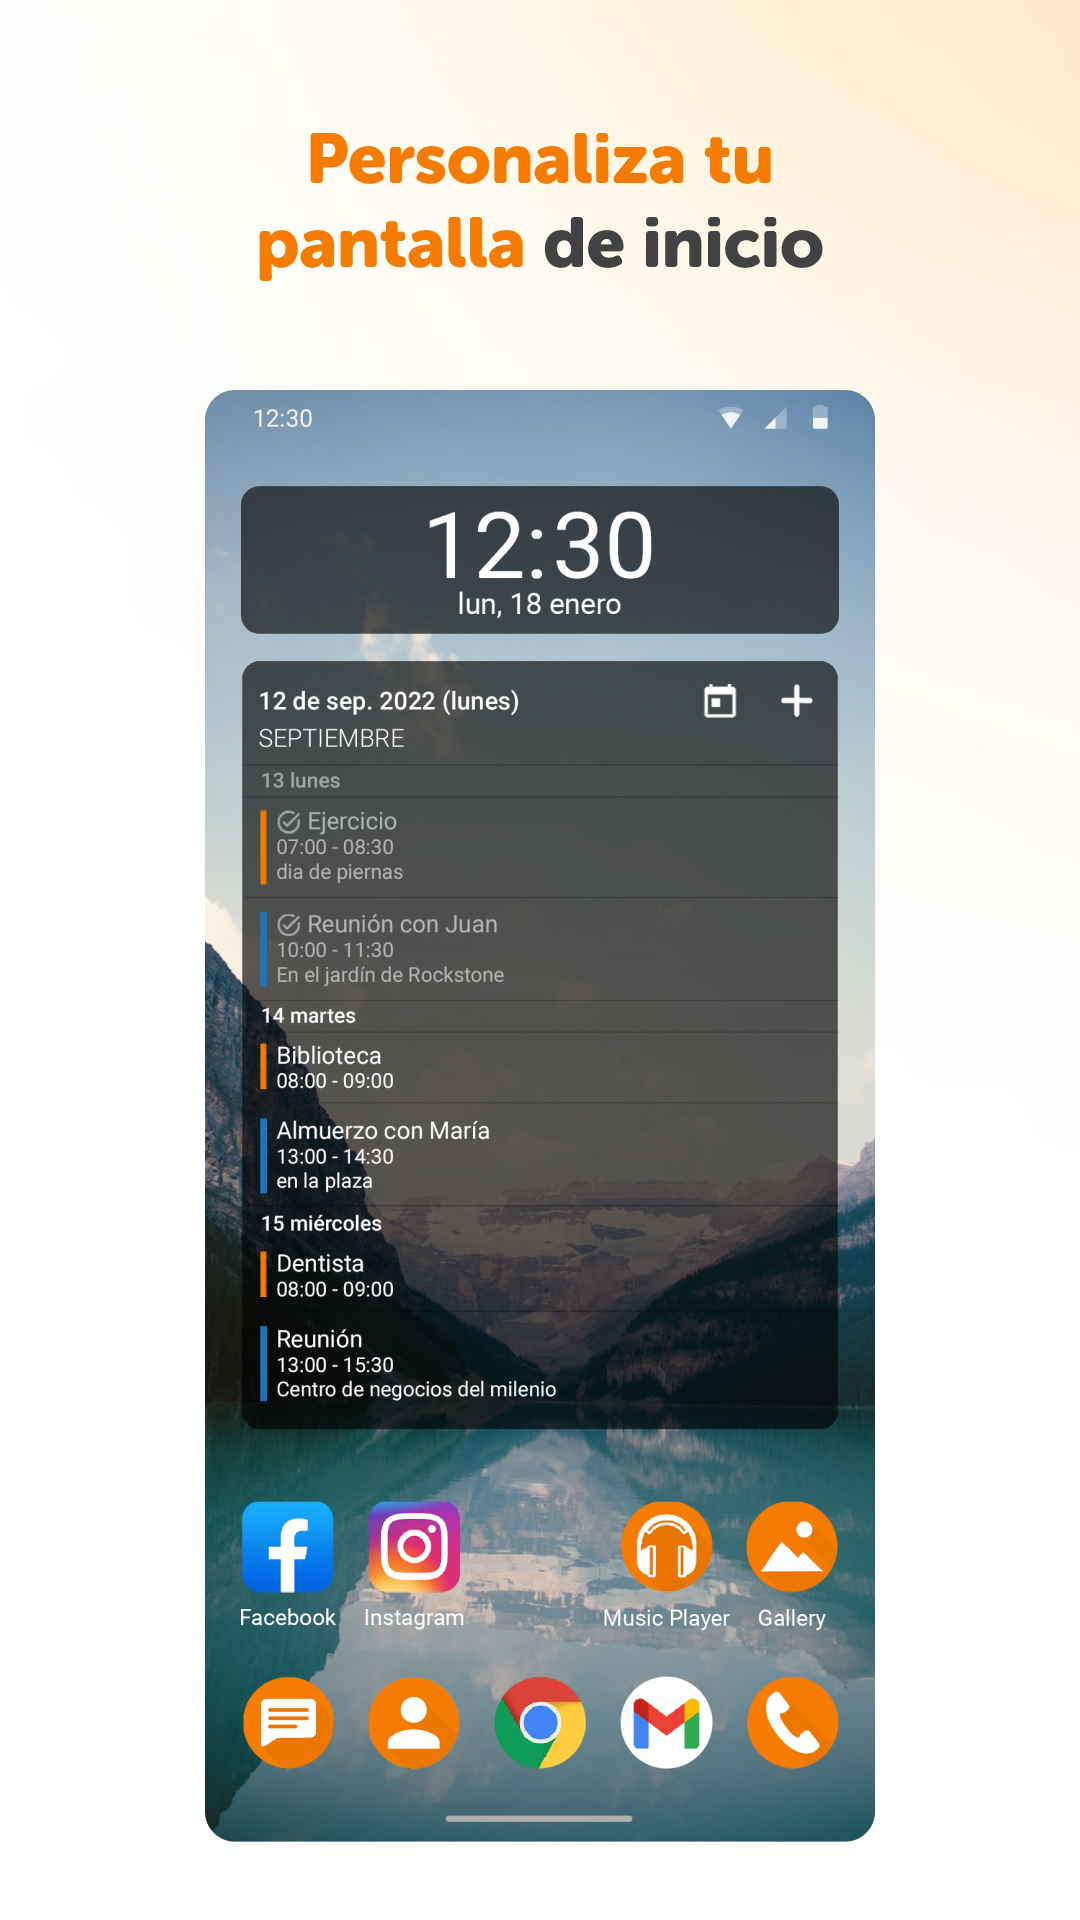 Personaliza tu
pantalla de inicio
12:30
12:30
lun, 18 enero
12 de sep. 2022 (lunes)
SEPTIEMBRE
13 lunes
Ejercicio
07:00 - 08:30
dia de piernas
Reunión con Juan
10:00 - 11:30
En el jardín de Rockstone
14 martes
Biblioteca
08:00 - 09:00
Almuerzo con María
13:00 - 14:30
en la plaza
15 miércoles
Dentista
08:00 - 09:00
Reunión
13:00 - 15:30
Centro de negocios del milenio
Facebook Instagram Music Player Gallery